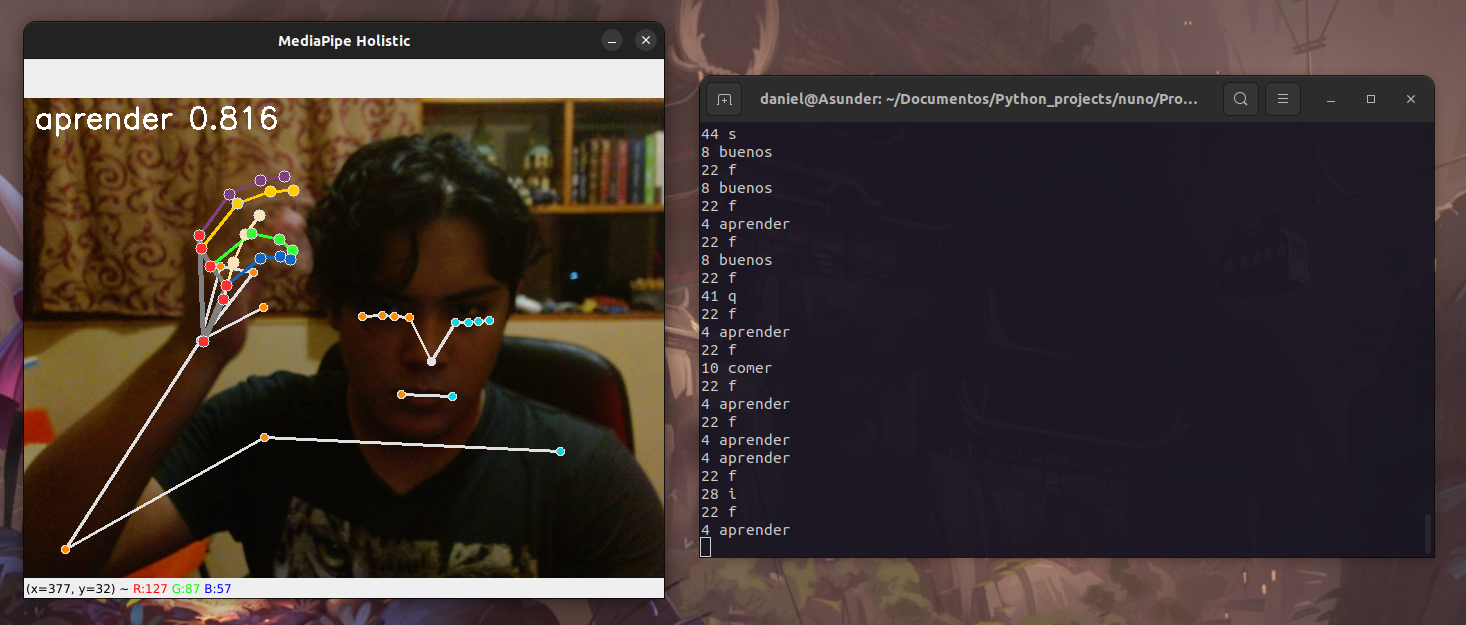 MediaPipe Holistic
aprender 0.816
(x=377, y=32) ~ R:127 G:87 B:57
daniel@Asunder: ~/Documentos/Python_projects/nuno/Pro...
44 s
8 buenos
22 f
8 buenos
22 f
4 aprender
22 f
8 buenos
22 f
41 q
22 f
4 aprender
22 f
10 comer
22 f
4 aprender
22 f
4 aprender
4 aprender
22 f
28 i
22 f
4 aprender